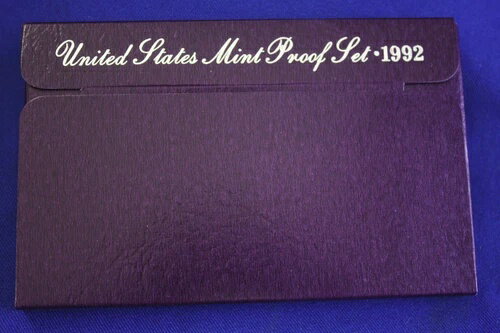 United States Mint Proof Set • 1992